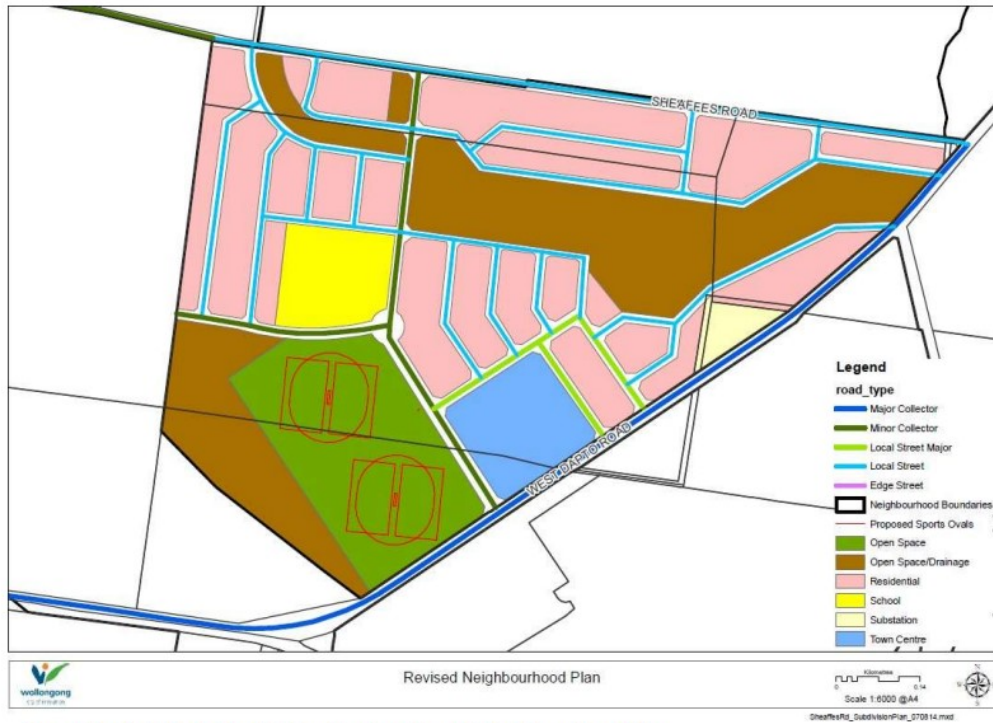 SHEAFFES ROAD
WEST DAPTO ROAD
Legend
road_type
Major Collector
Minor Collector
Local Street Major
Local Street
Edge Street
Neighbourhood Boundaries
Proposed Sports Ovals
Open Space
Open Space/Drainage
Residential
School
Substation
Town Centre
wollongong
Revised Neighbourhood Plan
Kilometres
0 0.14
Scale 1:6000 @A4
N
SheaffesRd_SubdivisionPlan_070814.mxd